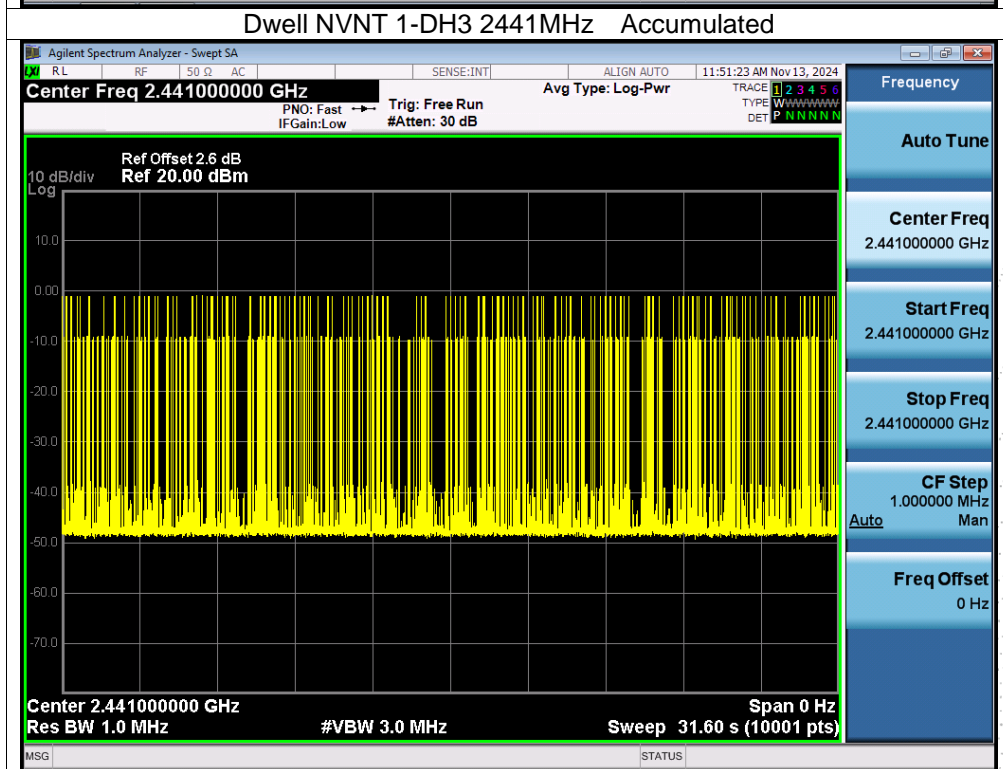 Dwell NVNT 1-DH3 2441MHz Accumulated
Agilent Spectrum Analyzer - Swept SA
LXI RL RF 50 Ω AC SENSE:INT ALIGN AUTO 11:51:23 AM Nov 13, 2024
Center Freq 2.441000000 GHz
PNO: Fast
IFGain:Low
Trig: Free Run
#Atten: 30 dB
Avg Type: Log-Pwr
TRACE 1 2 3 4 5 6
TYPE WWWWWW
DET P N N N N N
Frequency
Ref Offset 2.6 dB
10 dB/div Ref 20.00 dBm
Log
10.0
0.00
-10.0
-20.0
-30.0
-40.0
-50.0
-60.0
-70.0
Center 2.441000000 GHz Span 0 Hz
Res BW 1.0 MHz #VBW 3.0 MHz Sweep 31.60 s (10001 pts)
Auto Tune
Center Freq
2.441000000 GHz
Start Freq
2.441000000 GHz
Stop Freq
2.441000000 GHz
CF Step
1.000000 MHz
Auto Man
Freq Offset
0 Hz
MSG STATUS